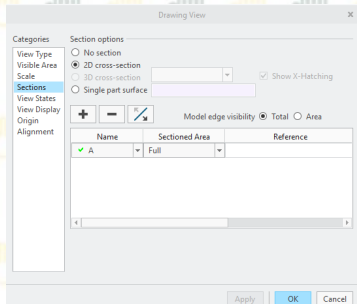 Drawing View
Categories
View Type
Visible Area
Scale
Sections
View States
View Display
Origin
Alignment
Section options
No section
2D cross-section
3D cross-section
Show X-Hatching
Single part surface
Model edge visibility Total Area
Name Sectioned Area Reference
A Full
Apply OK Cancel